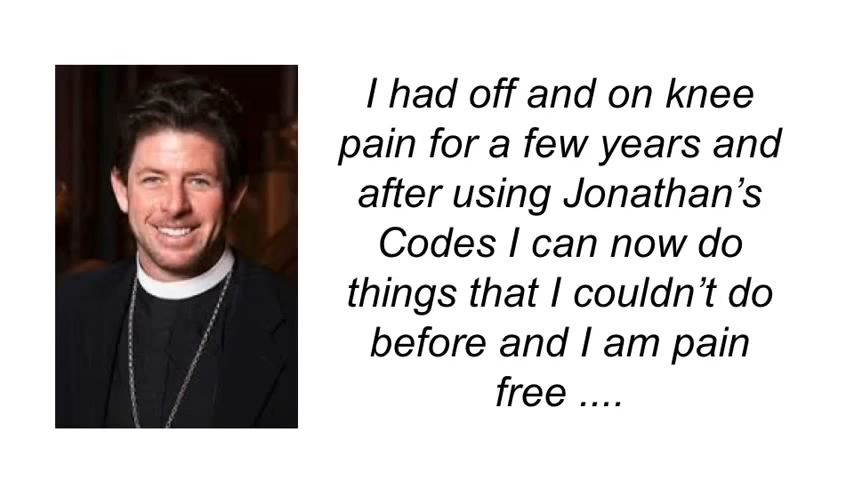 I had off and on knee
pain for a few years and
after using Jonathan’s
Codes I can now do
things that I couldn’t do
before and I am pain
free ....